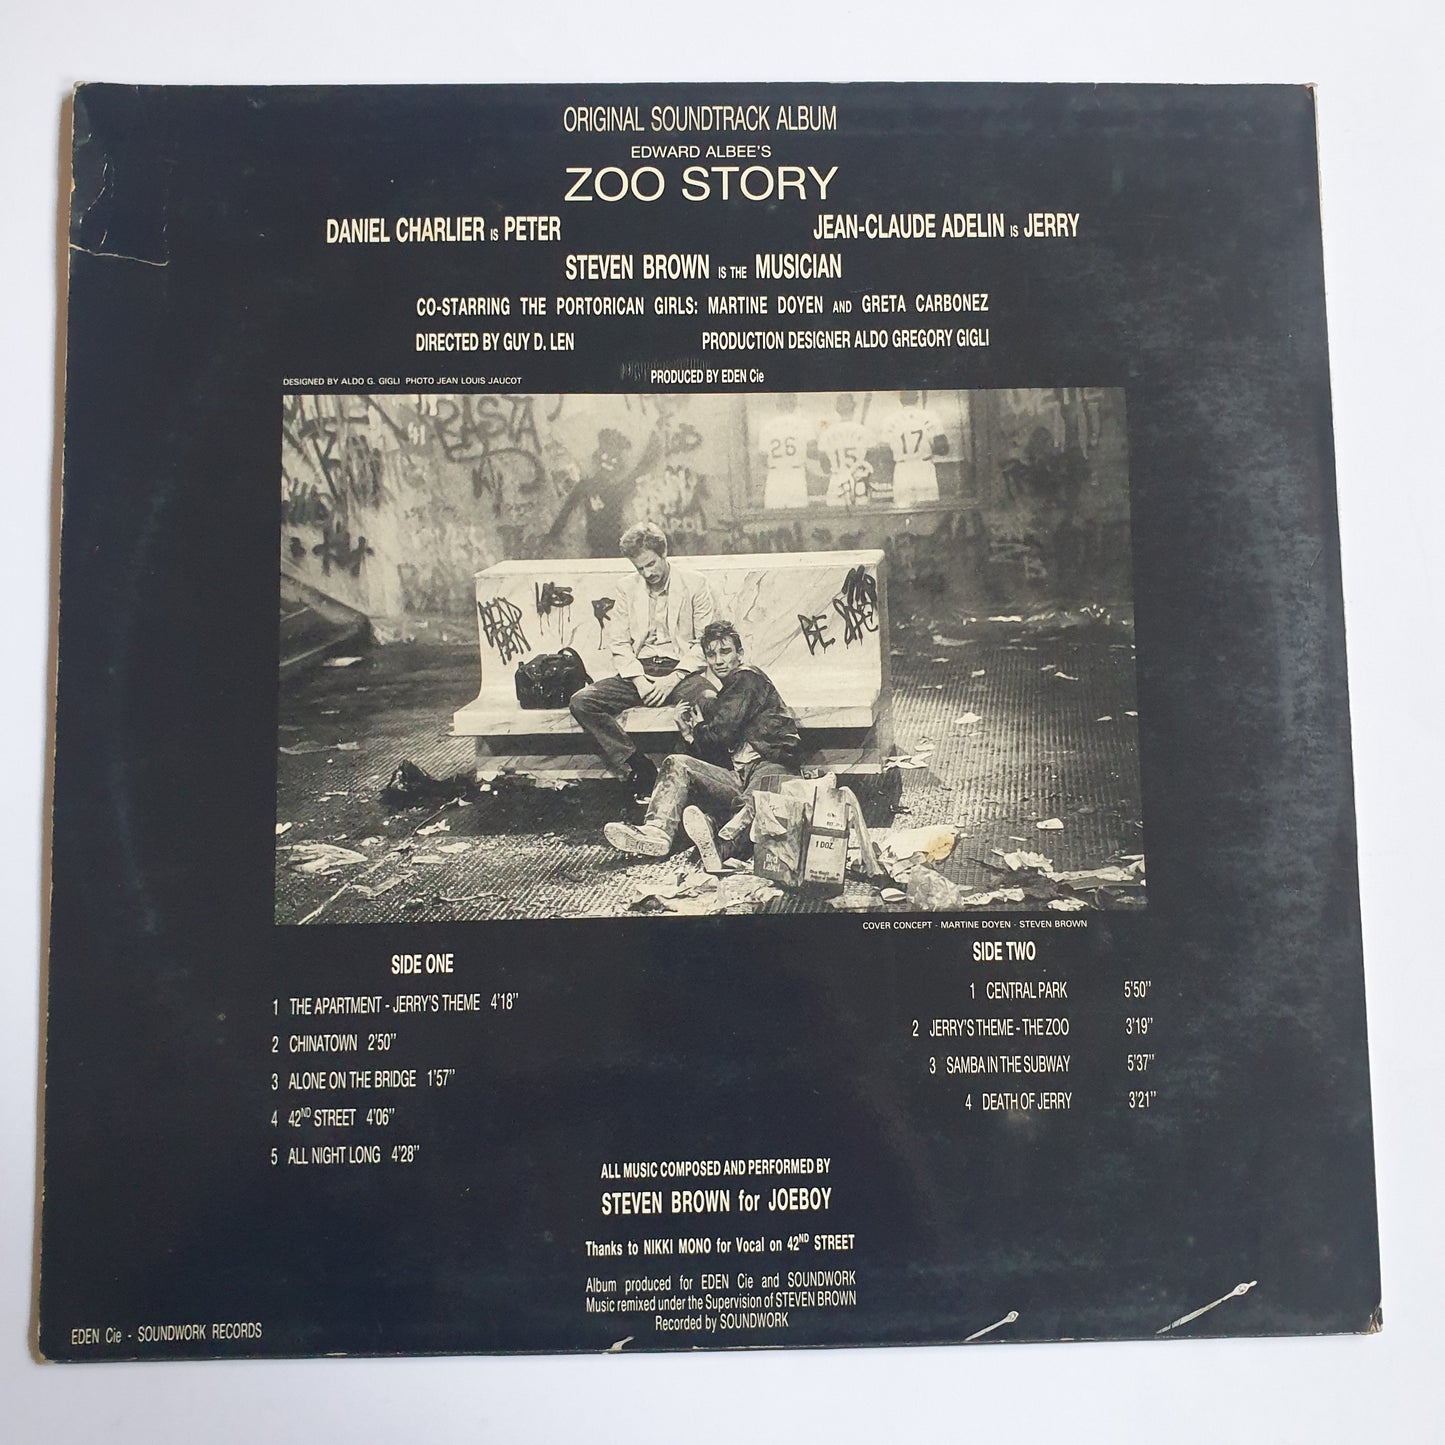 ORIGINAL SOUNDTRACK ALBUM
EDWARD ALBEE'S
ZOO STORY
DANIEL CHARLIER IS PETER
JEAN-CLAUDE ADELIN IS JERRY
STEVEN BROWN IS THE MUSICIAN
CO-STARRING THE PORTORICAN GIRLS: MARTINE DOYEN AND GRETA CARBONEZ
DIRECTED BY GUY D. LEN
PRODUCTION DESIGNER ALDO GREGORY GIGLI
PRODUCED BY EDEN Cie
DESIGNED BY ALDO G. GIGLI PHOTO JEAN LOUIS JAUCOT
RASTA
26
15
17
BE
1 DOZ.
COVER CONCEPT - MARTINE DOYEN - STEVEN BROWN
SIDE ONE
1 THE APARTMENT - JERRY'S THEME 4'18''
2 CHINATOWN 2'50''
3 ALONE ON THE BRIDGE 1'57''
4 42ND STREET 4'06''
5 ALL NIGHT LONG 4'28''
SIDE TWO
1 CENTRAL PARK 5'50''
2 JERRY'S THEME - THE ZOO 3'19''
3 SAMBA IN THE SUBWAY 5'37''
4 DEATH OF JERRY 3'21''
ALL MUSIC COMPOSED AND PERFORMED BY
STEVEN BROWN for JOEBOY
Thanks to NIKKI MONO for Vocal on 42ND STREET
Album produced for EDEN Cie and SOUNDWORK
Music remixed under the Supervision of STEVEN BROWN
Recorded by SOUNDWORK
EDEN Cie - SOUNDWORK RECORDS